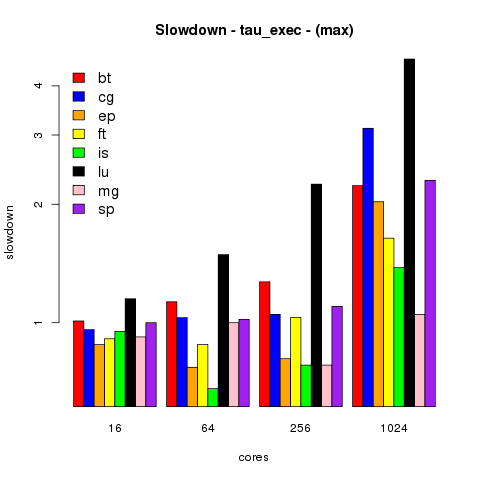 Slowdown - tau_exec - (max)
slowdown
4
3
2
1
bt
cg
ep
ft
is
lu
mg
sp
16 64 256 1024
cores